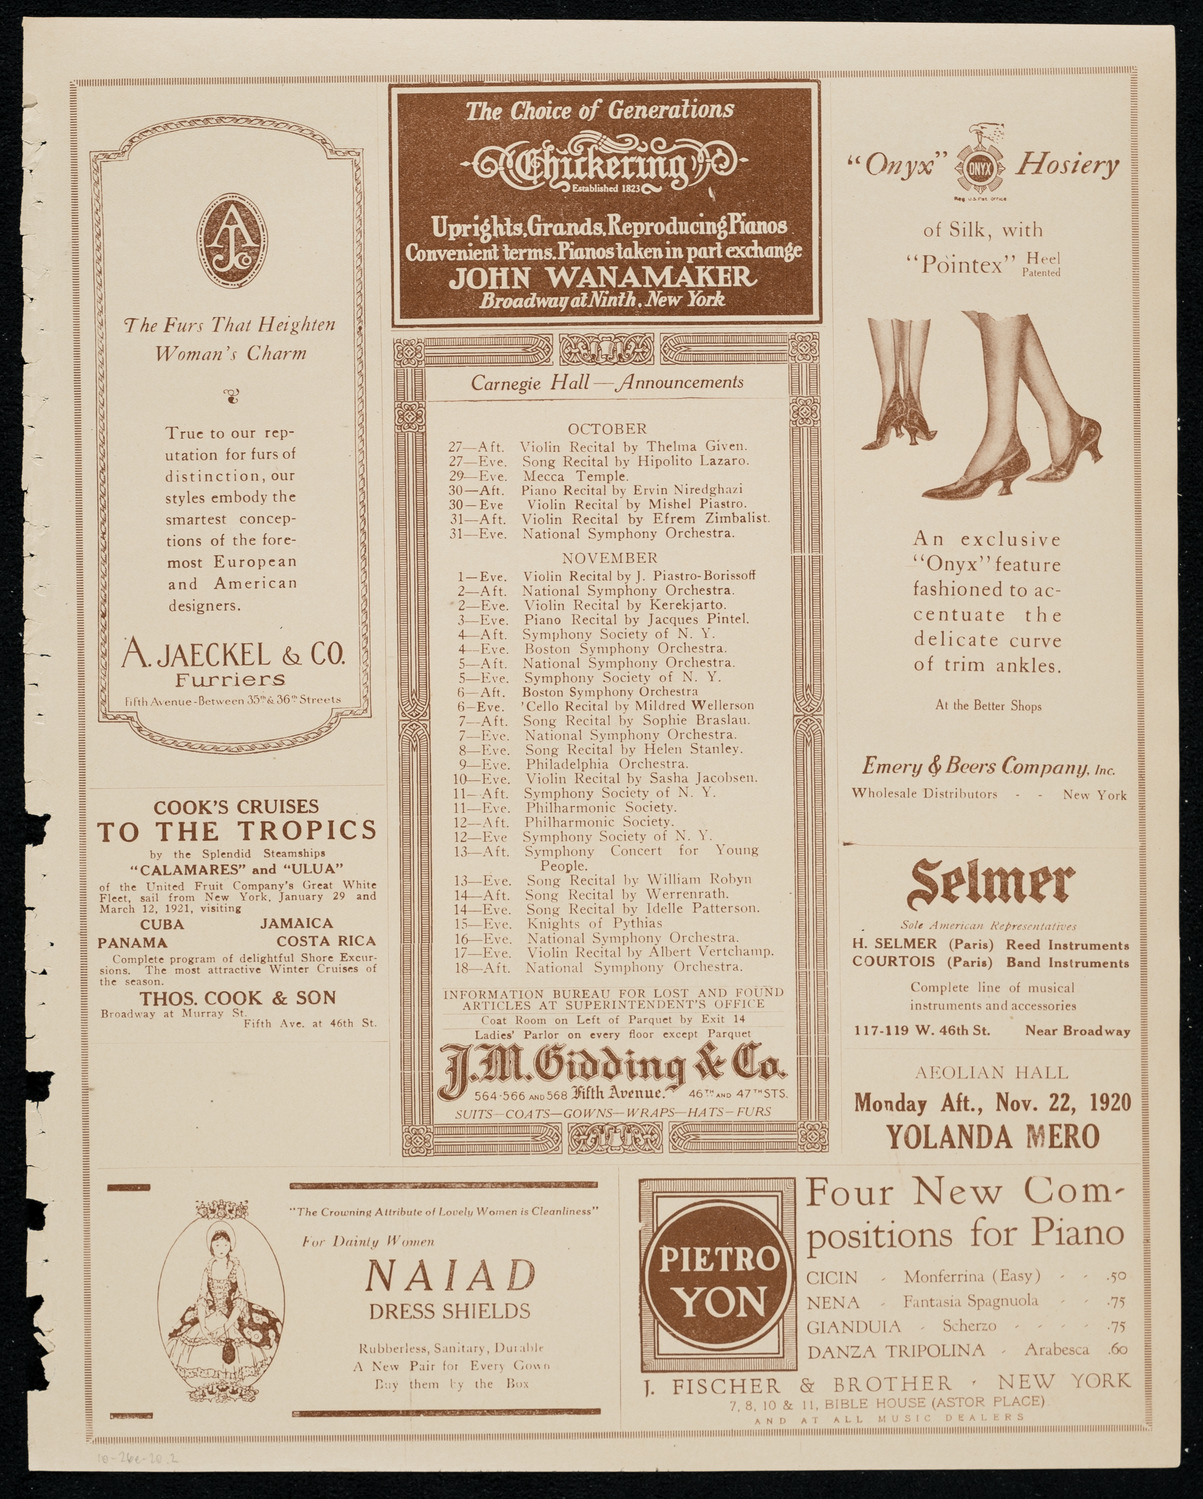 AJCo
The Furs That Heighten
Woman's Charm
True to our rep-
utation for furs of
distinction, our
styles embody the
smartest concep-
tions of the fore-
most European
and American
designers.
A. JAECKEL & CO.
Furriers
Fifth Avenue-Between 35th & 36th Streets
COOK'S CRUISES
TO THE TROPICS
by the Splendid Steamships
"CALAMARES" and "ULUA"
of the United Fruit Company's Great White
Fleet, sail from New York, January 29 and
March 12, 1921, visiting
CUBA JAMAICA
PANAMA COSTA RICA
Complete program of delightful Shore Excur-
sions. The most attractive Winter Cruises of
the season.
THOS. COOK & SON
Broadway at Murray St.
Fifth Ave. at 46th St.
The Choice of Generations
Chickering
Established 1823
Uprights, Grands, Reproducing Pianos
Convenient terms. Pianos taken in part exchange
JOHN WANAMAKER
Broadway at Ninth, New York
Carnegie Hall — Announcements
OCTOBER
27—Aft. Violin Recital by Thelma Given.
27—Eve. Song Recital by Hipolito Lazaro.
29—Eve. Mecca Temple.
30—Aft. Piano Recital by Ervin Niredghazi
30—Eve Violin Recital by Mishel Piastro.
31—Aft. Violin Recital by Efrem Zimbalist.
31—Eve. National Symphony Orchestra.
NOVEMBER
1—Eve. Violin Recital by J. Piastro-Borissoff
2—Aft. National Symphony Orchestra.
2—Eve. Violin Recital by Kerekjarto.
3—Eve. Piano Recital by Jacques Pintel.
4—Aft. Symphony Society of N. Y.
4—Eve. Boston Symphony Orchestra.
5—Aft. National Symphony Orchestra.
5—Eve. Symphony Society of N. Y.
6—Aft. Boston Symphony Orchestra
6—Eve. 'Cello Recital by Mildred Wellerson
7—Aft. Song Recital by Sophie Braslau.
7—Eve. National Symphony Orchestra.
8—Eve. Song Recital by Helen Stanley.
9—Eve. Philadelphia Orchestra.
10—Eve. Violin Recital by Sasha Jacobsen.
11—Aft. Symphony Society of N. Y.
11—Eve. Philharmonic Society.
12—Aft. Philharmonic Society.
12—Eve Symphony Society of N. Y.
13—Aft. Symphony Concert for Young
People.
13—Eve. Song Recital by William Robyn
14—Aft. Song Recital by Werrenrath.
14—Eve. Song Recital by Idelle Patterson.
15—Eve. Knights of Pythias
16—Eve. National Symphony Orchestra.
17—Eve. Violin Recital by Albert Vertchamp.
18—Aft. National Symphony Orchestra.
INFORMATION BUREAU FOR LOST AND FOUND
ARTICLES AT SUPERINTENDENT'S OFFICE
Coat Room on Left of Parquet by Exit 14
Ladies' Parlor on every floor except Parquet
J.M. Gidding & Co.
564-566 AND 568 Fifth Avenue. 46TH AND 47TH STS.
SUITS—COATS—GOWNS—WRAPS—HATS—FURS
"Onyx" ONYX Hosiery
Reg U.S. Pat. Office
of Silk, with
"Pointex" Heel
Patented
An exclusive
"Onyx" feature
fashioned to ac-
centuate the
delicate curve
of trim ankles.
At the Better Shops
Emery & Beers Company, Inc.
Wholesale Distributors - - New York
Selmer
Sole American Representatives
H. SELMER (Paris) Reed Instruments
COURTOIS (Paris) Band Instruments
Complete line of musical
instruments and accessories
117-119 W. 46th St. Near Broadway
AEOLIAN HALL
Monday Aft., Nov. 22, 1920
YOLANDA MERO
"The Crowning Attribute of Lovely Women is Cleanliness"
For Dainty Women
NAIAD
DRESS SHIELDS
Rubberless, Sanitary, Durable
A New Pair for Every Gown
Buy them by the Box
PIETRO
YON
Four New Com-
positions for Piano
CICIN - Monferrina (Easy) - - .50
NENA - Fantasia Spagnuola - - .75
GIANDUIA - Scherzo - - - - .75
DANZA TRIPOLINA - Arabesca .60
J. FISCHER & BROTHER - NEW YORK
7, 8, 10 & 11, BIBLE HOUSE (ASTOR PLACE)
AND AT ALL MUSIC DEALERS
10-26e-20.2